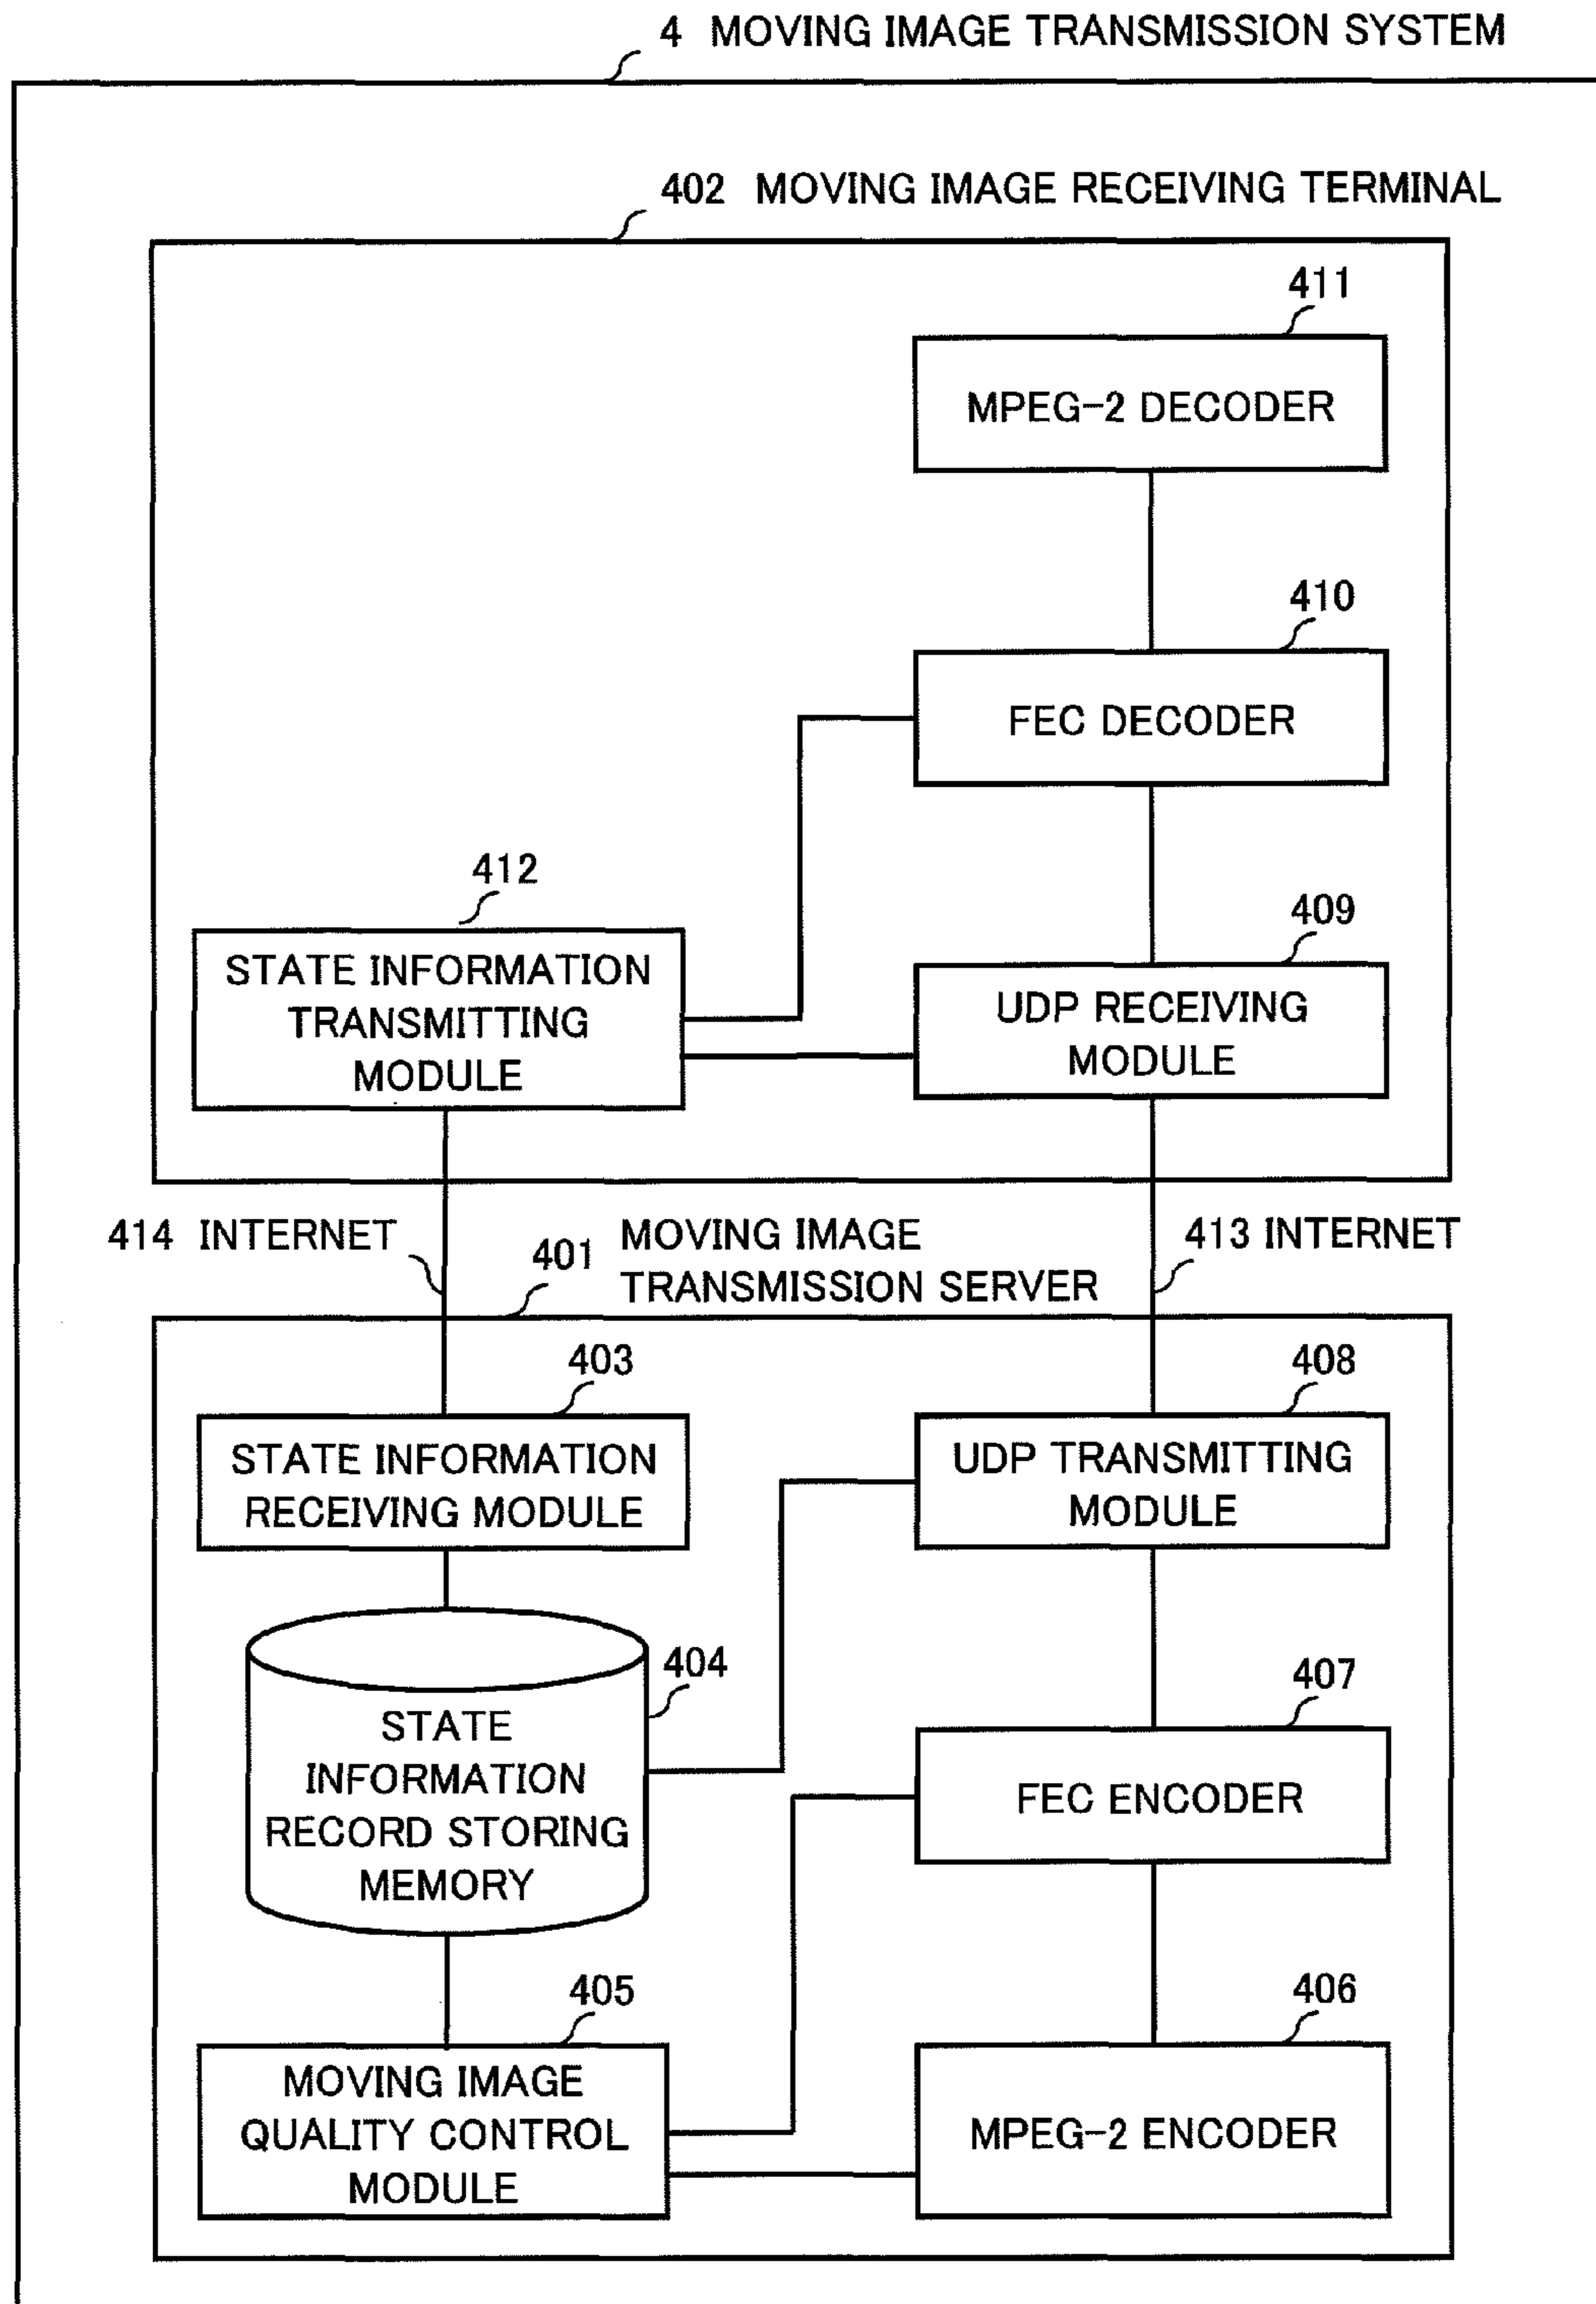 4 MOVING IMAGE TRANSMISSION SYSTEM
402 MOVING IMAGE RECEIVING TERMINAL
411
MPEG-2 DECODER
410
FEC DECODER
412
STATE INFORMATION
TRANSMITTING
MODULE
409
UDP RECEIVING
MODULE
414 INTERNET
401 MOVING IMAGE
TRANSMISSION SERVER
413 INTERNET
403
STATE INFORMATION
RECEIVING MODULE
408
UDP TRANSMITTING
MODULE
404
STATE
INFORMATION
RECORD STORING
MEMORY
407
FEC ENCODER
405
MOVING IMAGE
QUALITY CONTROL
MODULE
406
MPEG-2 ENCODER